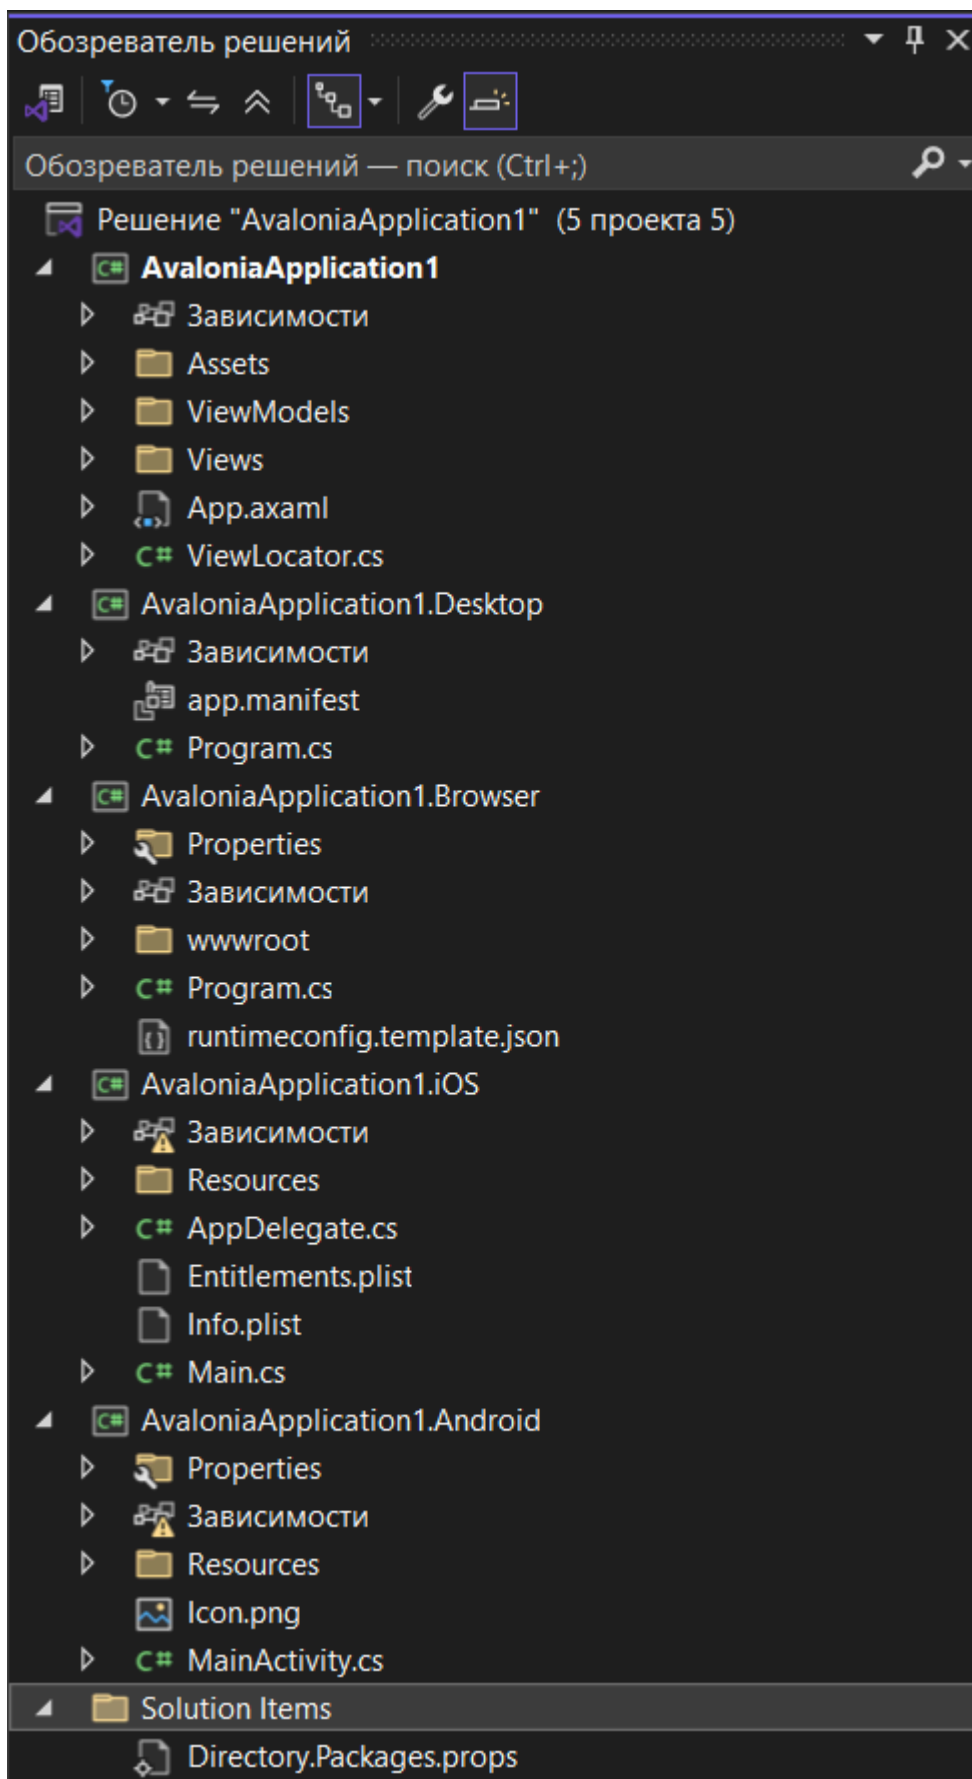 Обозреватель решений
Обозреватель решений — поиск (Ctrl+;)
Решение "AvaloniaApplication1" (5 проекта 5)
C# AvaloniaApplication1
Зависимости
Assets
ViewModels
Views
App.axaml
C# ViewLocator.cs
C# AvaloniaApplication1.Desktop
Зависимости
app.manifest
C# Program.cs
C# AvaloniaApplication1.Browser
Properties
Зависимости
wwwroot
C# Program.cs
runtimeconfig.template.json
C# AvaloniaApplication1.iOS
Зависимости
Resources
C# AppDelegate.cs
Entitlements.plist
Info.plist
C# Main.cs
C# AvaloniaApplication1.Android
Properties
Зависимости
Resources
Icon.png
C# MainActivity.cs
Solution Items
Directory.Packages.props